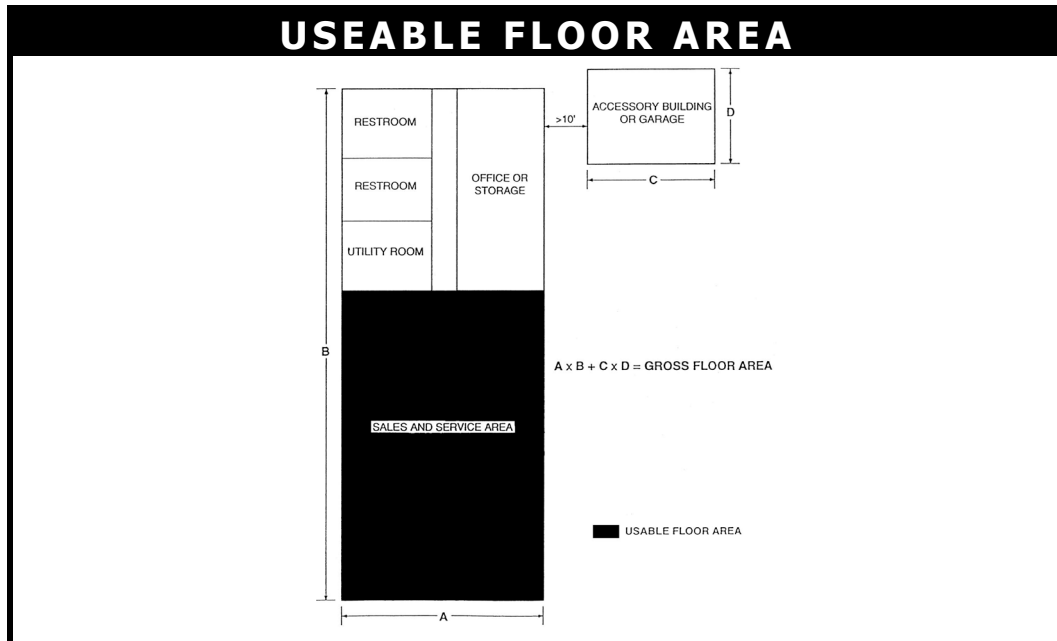 USEABLE FLOOR AREA
ACCESSORY BUILDING
OR GARAGE
D
>10'
C
RESTROOM
RESTROOM
OFFICE OR
STORAGE
UTILITY ROOM
B
A x B + C x D = GROSS FLOOR AREA
SALES AND SERVICE AREA
USABLE FLOOR AREA
A